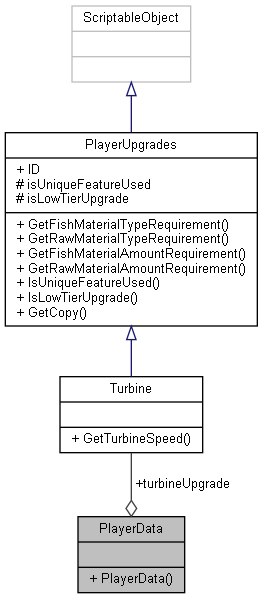 ScriptableObject
PlayerUpgrades
+ ID
# isUniqueFeatureUsed
# isLowTierUpgrade
+ GetFishMaterialTypeRequirement()
+ GetRawMaterialTypeRequirement()
+ GetFishMaterialAmountRequirement()
+ GetRawMaterialAmountRequirement()
+ IsUniqueFeatureUsed()
+ IsLowTierUpgrade()
+ GetCopy()
Turbine
+ GetTurbineSpeed()
+turbineUpgrade
PlayerData
+ PlayerData()